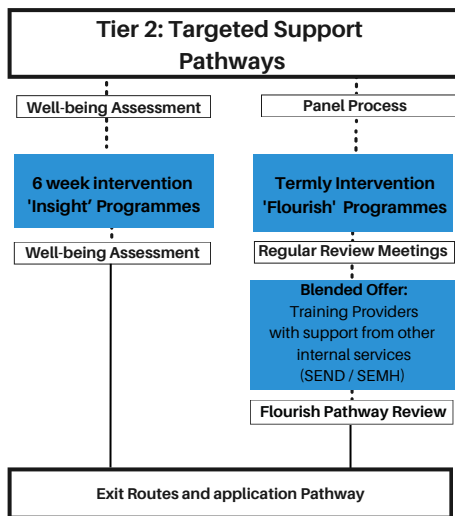 Tier 2: Targeted Support
Pathways
Well-being Assessment
Panel Process
6 week intervention
'Insight’ Programmes
Termly Intervention
'Flourish' Programmes
Well-being Assessment
Regular Review Meetings
Blended Offer:
Training Providers
with support from other
internal services
(SEND / SEMH)
Flourish Pathway Review
Exit Routes and application Pathway